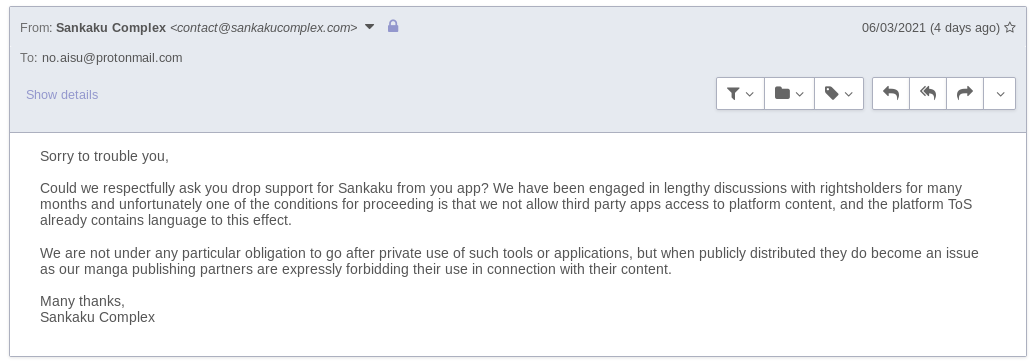 From: Sankaku Complex <contact@sankakucomplex.com>
06/03/2021 (4 days ago)
To: no.aisu@protonmail.com
Show details
Sorry to trouble you,
Could we respectfully ask you drop support for Sankaku from you app? We have been engaged in lengthy discussions with rightsholders for many
months and unfortunately one of the conditions for proceeding is that we not allow third party apps access to platform content, and the platform ToS
already contains language to this effect.
We are not under any particular obligation to go after private use of such tools or applications, but when publicly distributed they do become an issue
as our manga publishing partners are expressly forbidding their use in connection with their content.
Many thanks,
Sankaku Complex